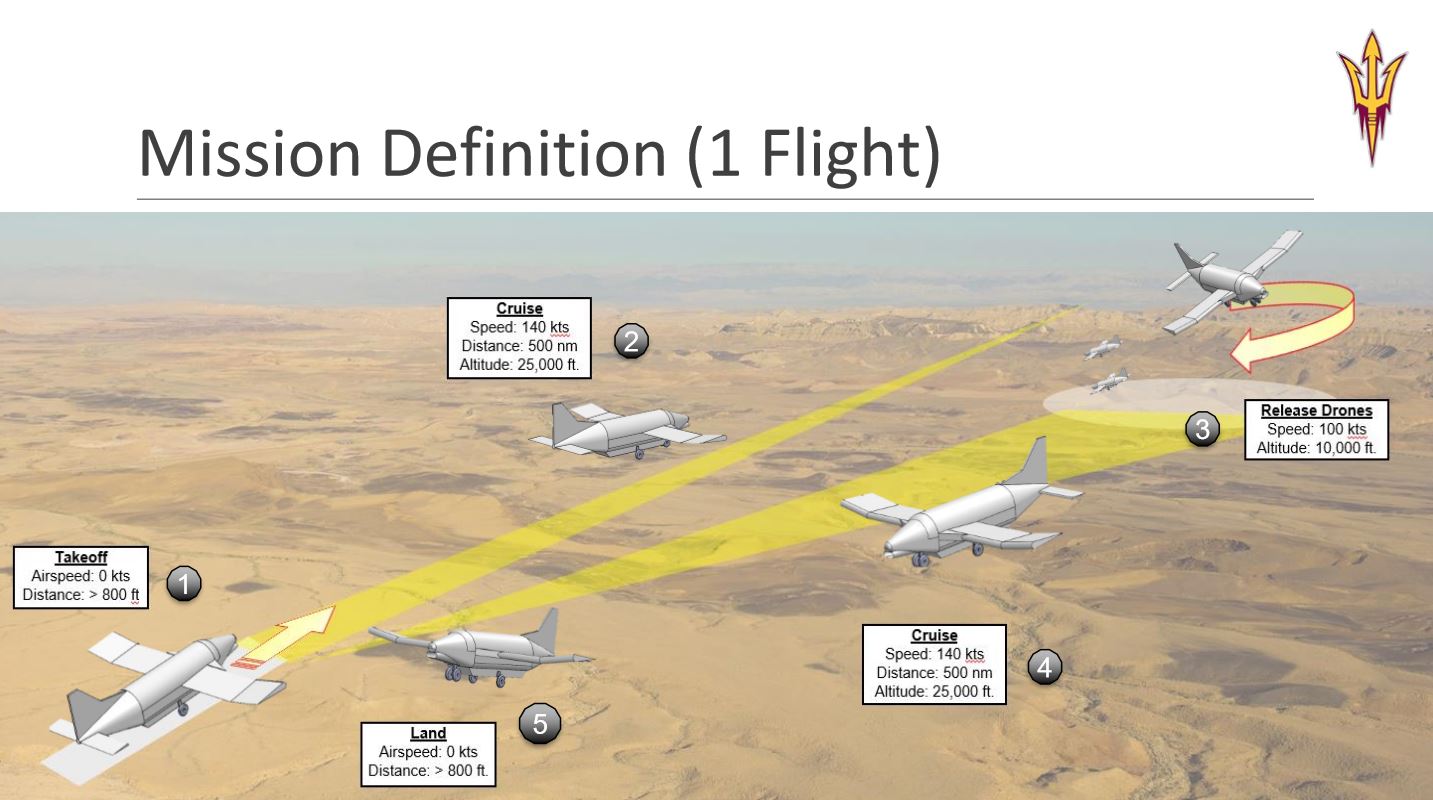 Mission Definition (1 Flight)
Cruise
Speed: 140 kts
Distance: 500 nm
Altitude: 25,000 ft.
2
Release Drones
Speed: 100 kts
Altitude: 10,000 ft.
3
Takeoff
Airspeed: 0 kts
Distance: > 800 ft
1
Cruise
Speed: 140 kts
Distance: 500 nm
Altitude: 25,000 ft.
4
Land
Airspeed: 0 kts
Distance: > 800 ft.
5